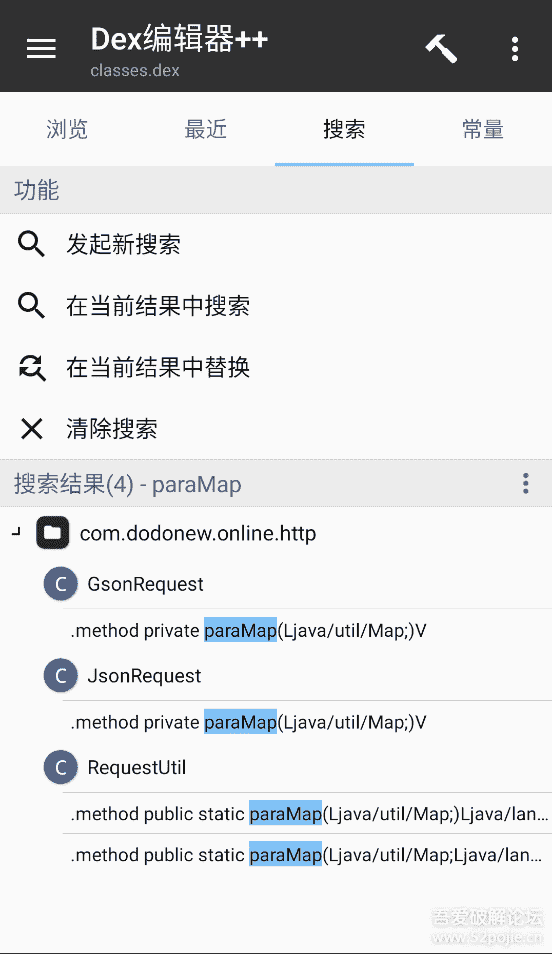 Dex编辑器++
classes.dex
浏览 最近 搜索 常量
功能
发起新搜索
在当前结果中搜索
在当前结果中替换
清除搜索
搜索结果(4) - paraMap
com.dodonew.online.http
C GsonRequest
.method private paraMap(Ljava/util/Map;)V
C JsonRequest
.method private paraMap(Ljava/util/Map;)V
C RequestUtil
.method public static paraMap(Ljava/util/Map;)Ljava/lan...
.method public static paraMap(Ljava/util/Map;Ljava/lan...
吾爱破解论坛
www.52pojie.cn